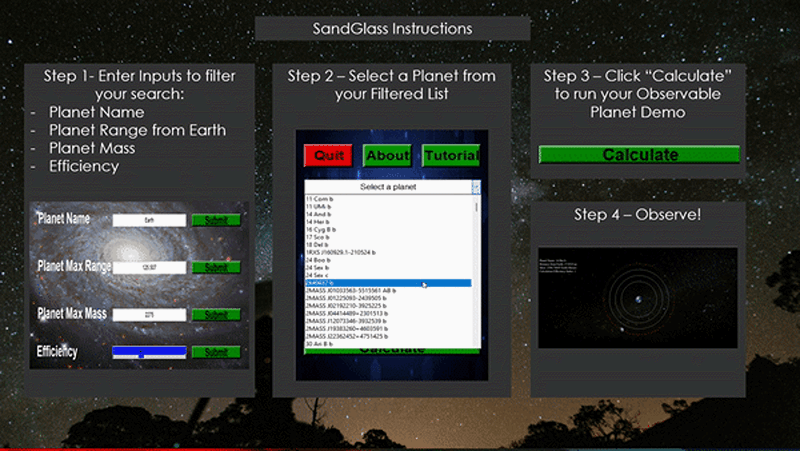 SandGlass Instructions
Step 1- Enter Inputs to filter
your search:
- Planet Name
- Planet Range from Earth
- Planet Mass
- Efficiency
Planet Name
Earth
Submit
Planet Max Range
Submit
Planet Max Mass
Submit
Efficiency
Submit
Step 2 – Select a Planet from
your Filtered List
Quit
About
Tutorial
Select a planet
11 Com b
11 UMi b
14 And b
14 Her b
16 Cyg B b
17 Sco b
18 Del b
1RXS J160929.1-210524 b
24 Boo b
24 Sex b
24 Sex c
2MASS J01033563-5515561 AB b
2MASS J01225093-2439505 b
2MASS J02192210-3925225 b
2MASS J04414489+2301513 b
2MASS J12073346-3932539 b
2MASS J19383260+4603591 b
2MASS J22362452+4751425 b
30 Ari B b
Calculate
Step 3 – Click “Calculate”
to run your Observable
Planet Demo
Calculate
Step 4 – Observe!